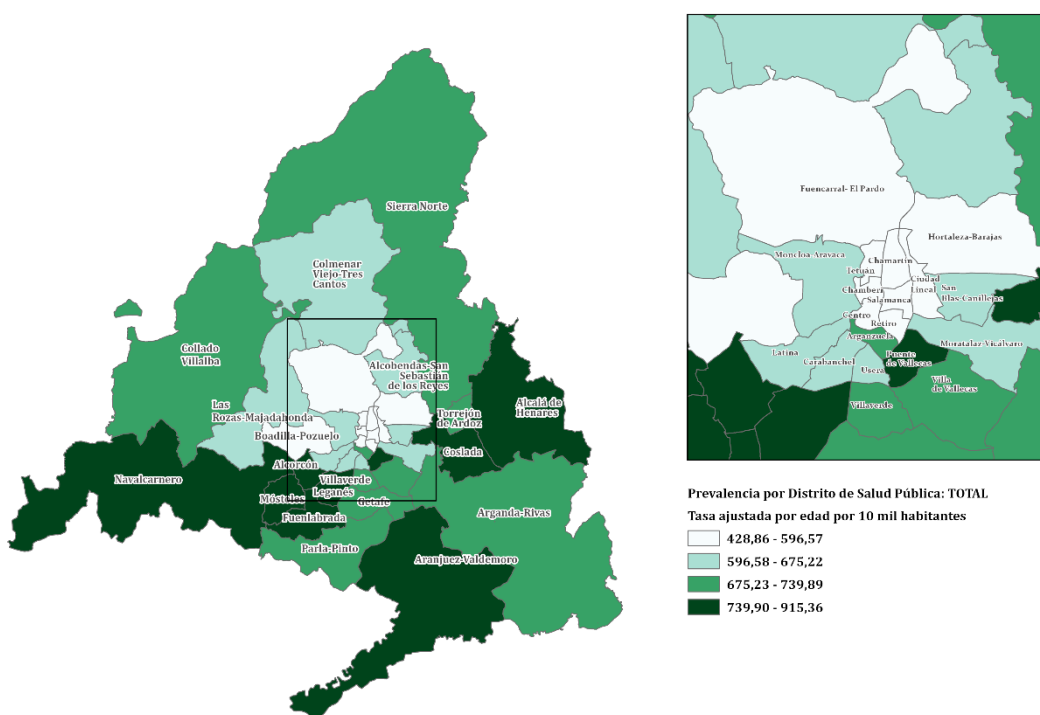 Sierra Norte
Colmenar
Viejo-Tres
Cantos
Collado
Villalba
Alcobendas-San
Sebastián
de los Reyes
Las
Rozas-Majadahonda
Torrejón
de Ardoz
Alcalá de
Henares
Boadilla-Pozuelo
Coslada
Alcorcón
Navalcarnero
Villaverde
Leganés
Móstoles
Getafe
Fuenlabrada
Arganda-Rivas
Parla-Pinto
Aranjuez-Valdemoro
Fuencarral- El Pardo
Hortaleza-Barajas
Moncloa-Aravaca
Chamartín
Tetuán
Ciudad
Lineal
Chamberí
San
Blas-Canillejas
Salamanca
Centro
Retiro
Arganzuela
Moratalaz-Vicálvaro
Latina
Carabanchel
Puente
de Vallecas
Usera
Villa
de Vallecas
Villaverde
Prevalencia por Distrito de Salud Pública: TOTAL
Tasa ajustada por edad por 10 mil habitantes
428,86 - 596,57
596,58 - 675,22
675,23 - 739,89
739,90 - 915,36